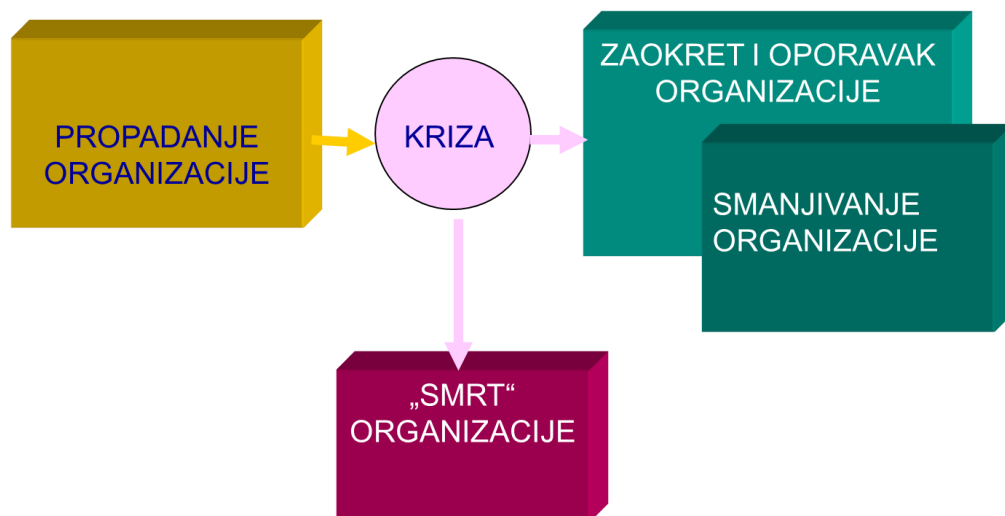 PROPADANJE
ORGANIZACIJE
KRIZA
ZAOKRET I OPORAVAK
ORGANIZACIJE
SMANJIVANJE
ORGANIZACIJE
„SMRT“
ORGANIZACIJE